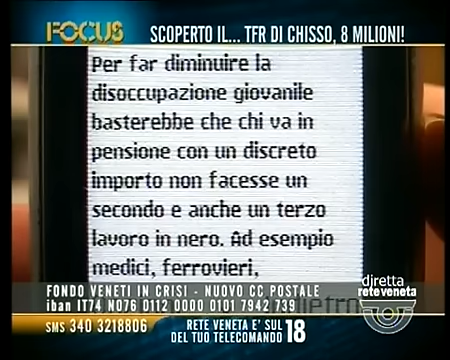 FOCUS
SCOPERTO IL... TFR DI CHISSO, 8 MILIONI!
Per far diminuire la
disoccupazione giovanile
basterebbe che chi va in
pensione con un discreto
importo non facesse un
secondo e anche un terzo
lavoro in nero. Ad esempio
medici, ferrovieri,
diretta
reteveneta
FONDO VENETI IN CRISI - NUOVO CC POSTALE
iban IT74 N076 0112 0000 0101 7942 739
SMS 340 3218806
RETE VENETA E' SUL
DEL TUO TELECOMANDO 18